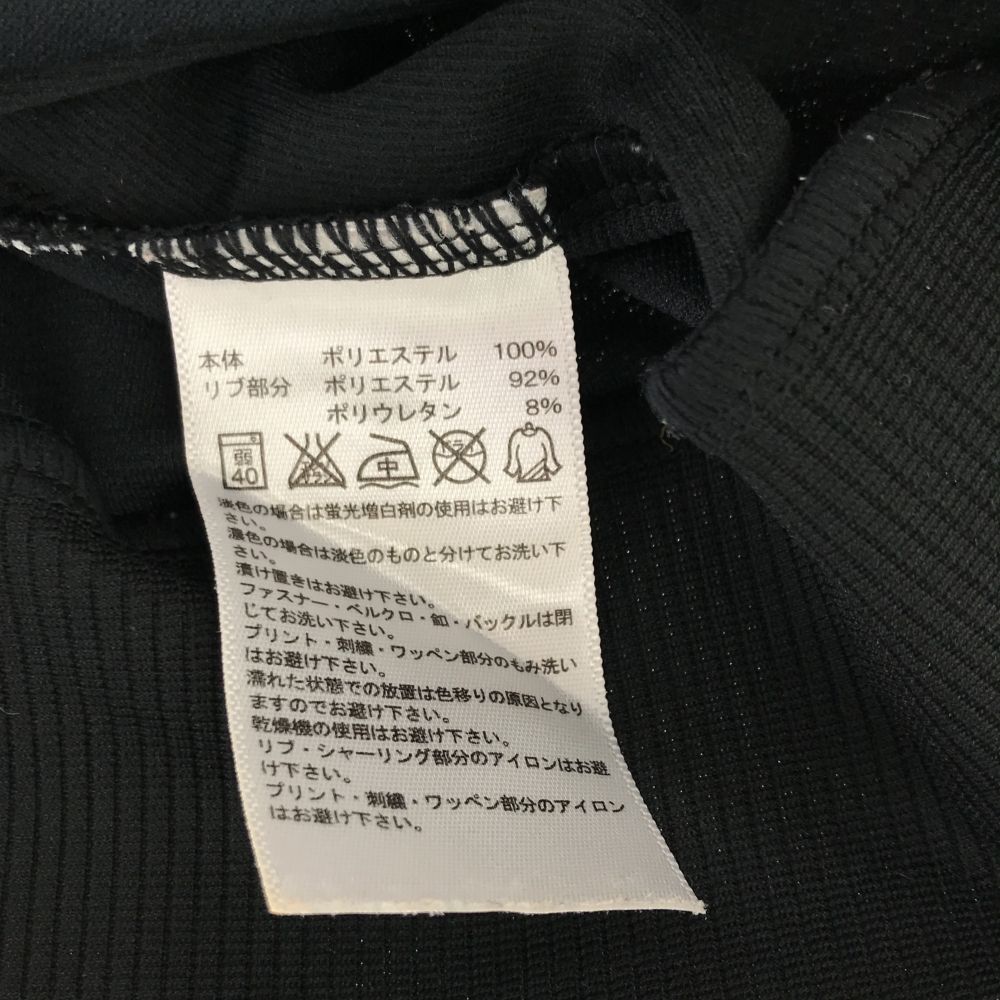 本体 ポリエステル 100%
リブ部分 ポリエステル 92%
ポリウレタン 8%
弱 40 エンソ 中 ドライ
淡色の場合は蛍光増白剤の使用はお避け下
さい。
濃色の場合は淡色のものと分けてお洗い下
さい。
漬け置きはお避け下さい。
ファスナー・ベルクロ・釦・バックルは閉
じてお洗い下さい。
プリント・刺繍・ワッペン部分のもみ洗い
はお避け下さい。
濡れた状態での放置は色移りの原因となり
ますのでお避け下さい。
乾燥機の使用はお避け下さい。
リブ・シャーリング部分のアイロンはお避
け下さい。
プリント・刺繍・ワッペン部分のアイロン
はお避け下さい。